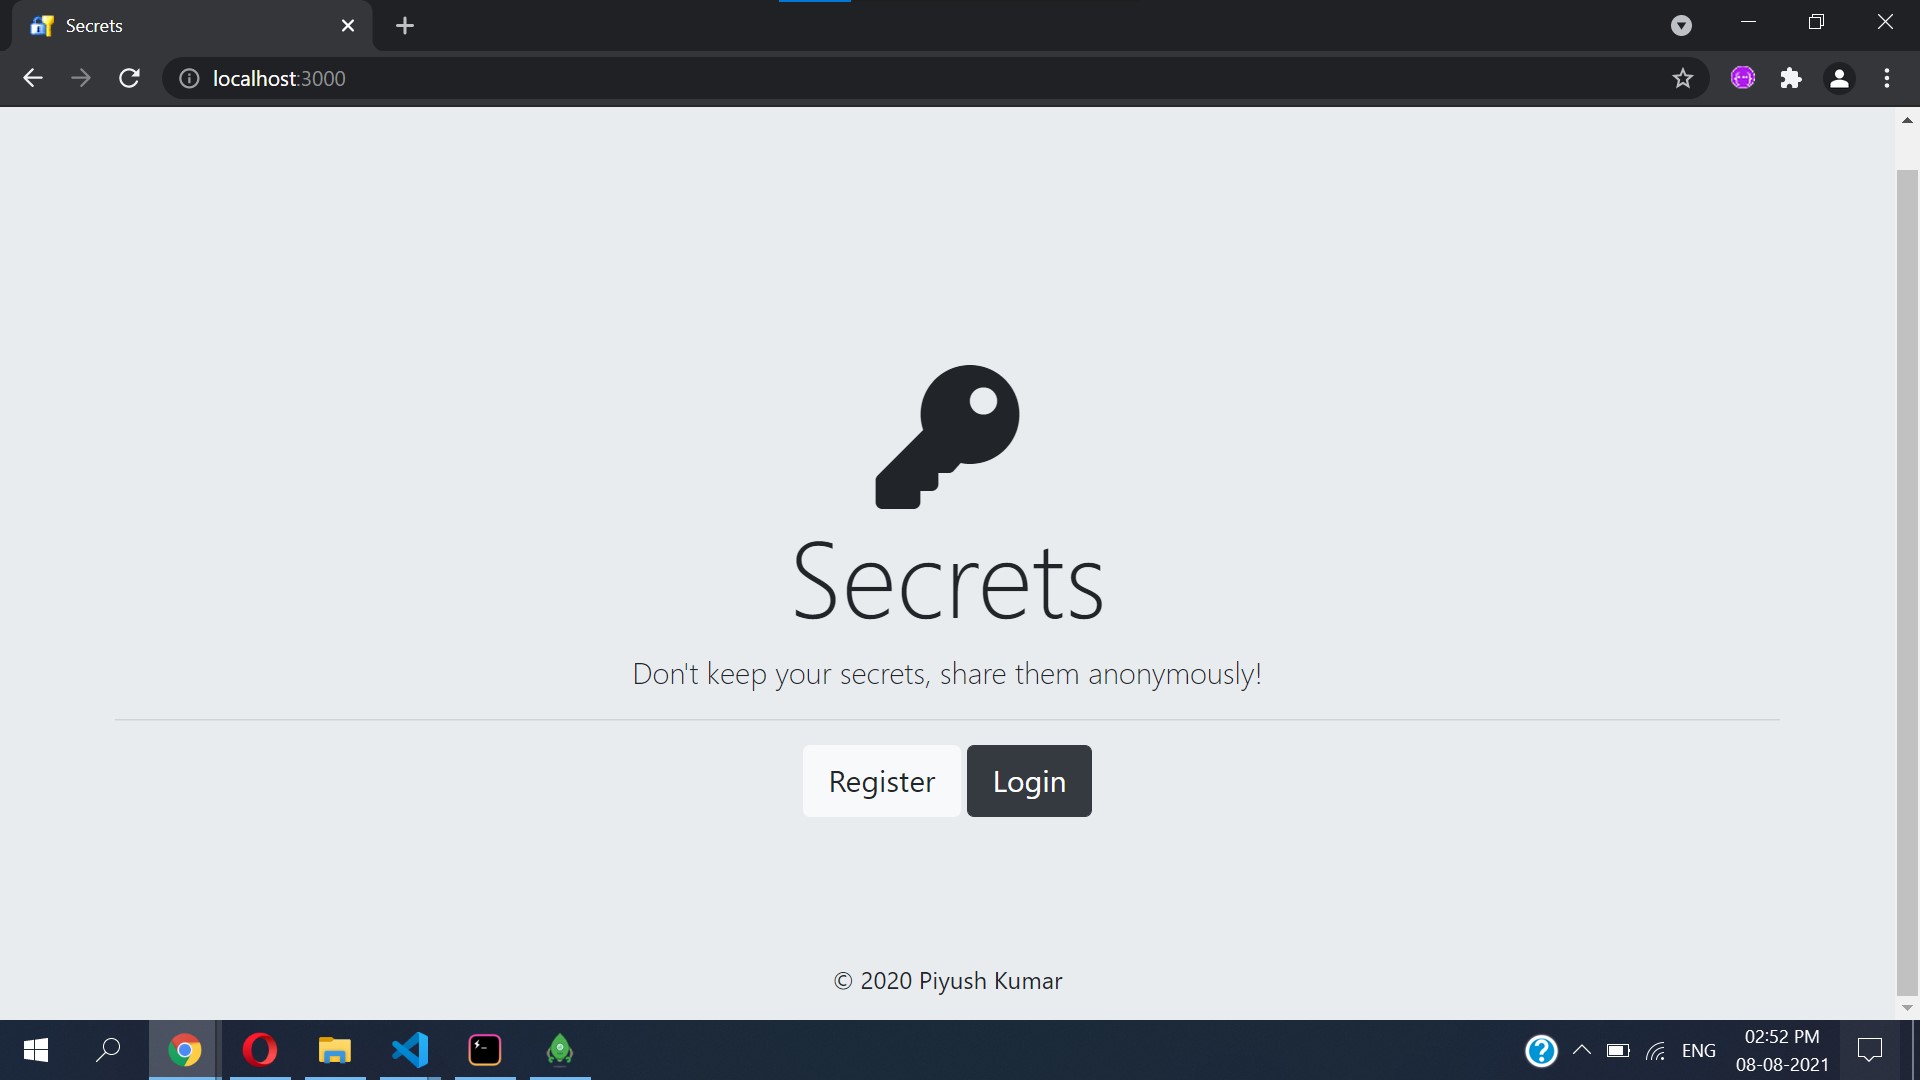 Secrets
localhost:3000
Secrets
Don't keep your secrets, share them anonymously!
Register Login
© 2020 Piyush Kumar
ENG
02:52 PM
08-08-2021